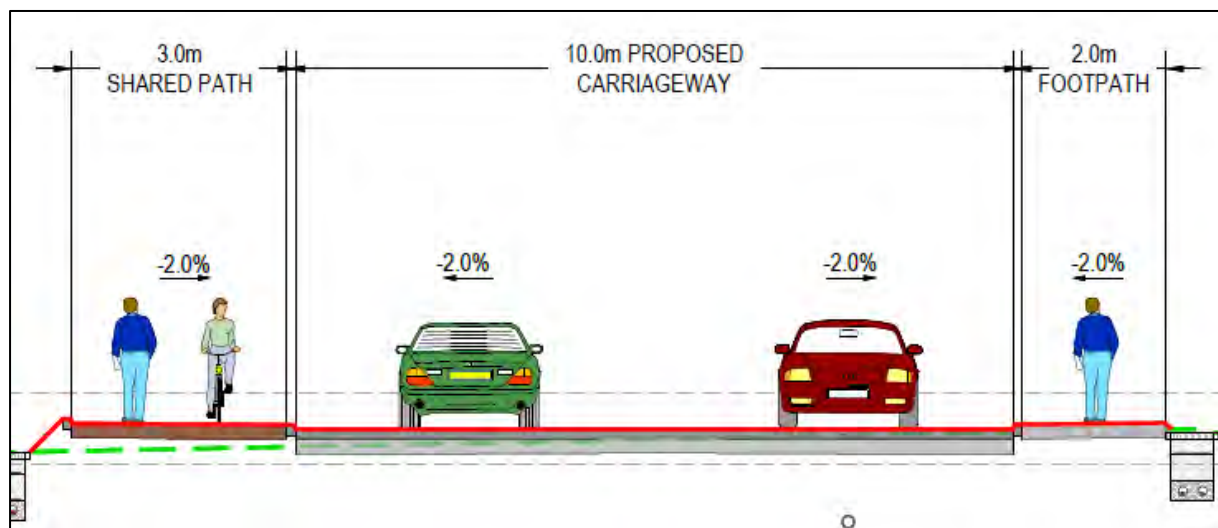 3.0m
SHARED PATH
10.0m PROPOSED
CARRIAGEWAY
2.0m
FOOTPATH
-2.0%
-2.0%
-2.0%
-2.0%